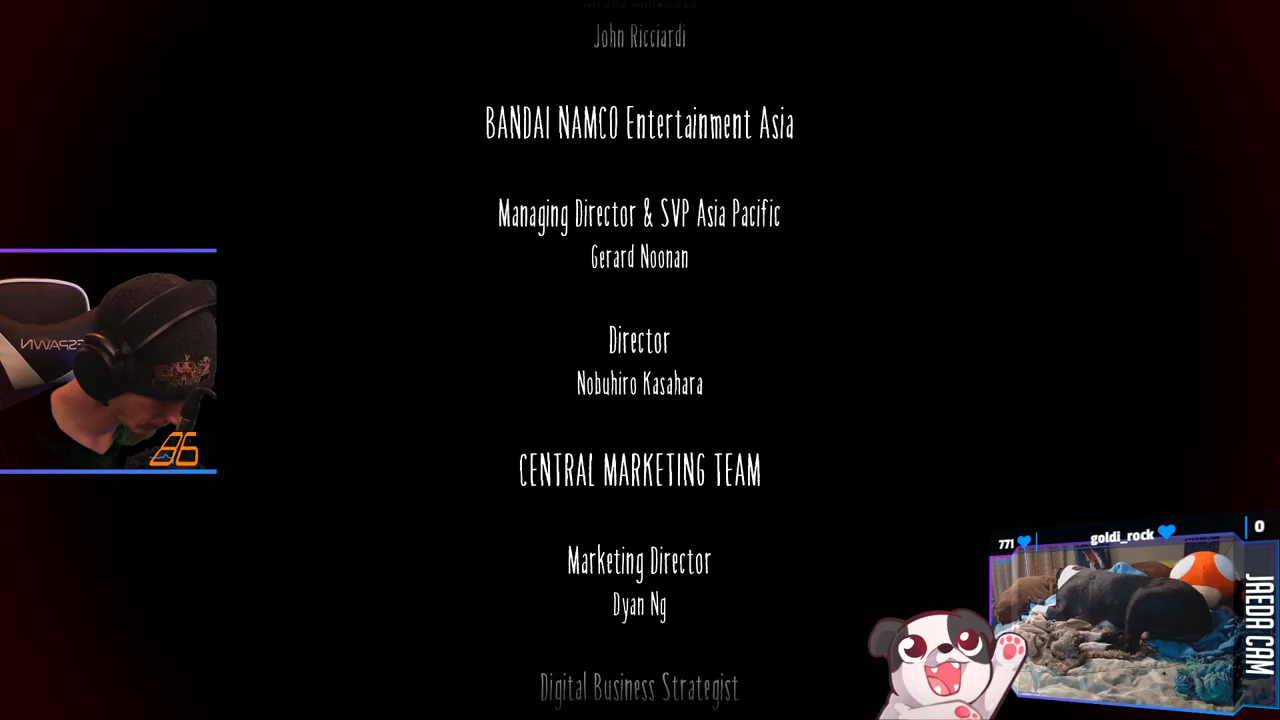 John Ricciardi
BANDAI NAMCO Entertainment Asia
Managing Director & SVP Asia Pacific
Gerard Noonan
Director
Nobuhiro Kasahara
CENTRAL MARKETING TEAM
Marketing Director
Dyan Ng
Digital Business Strategist
86
771
goldi_rock
0
JAEDA CAM